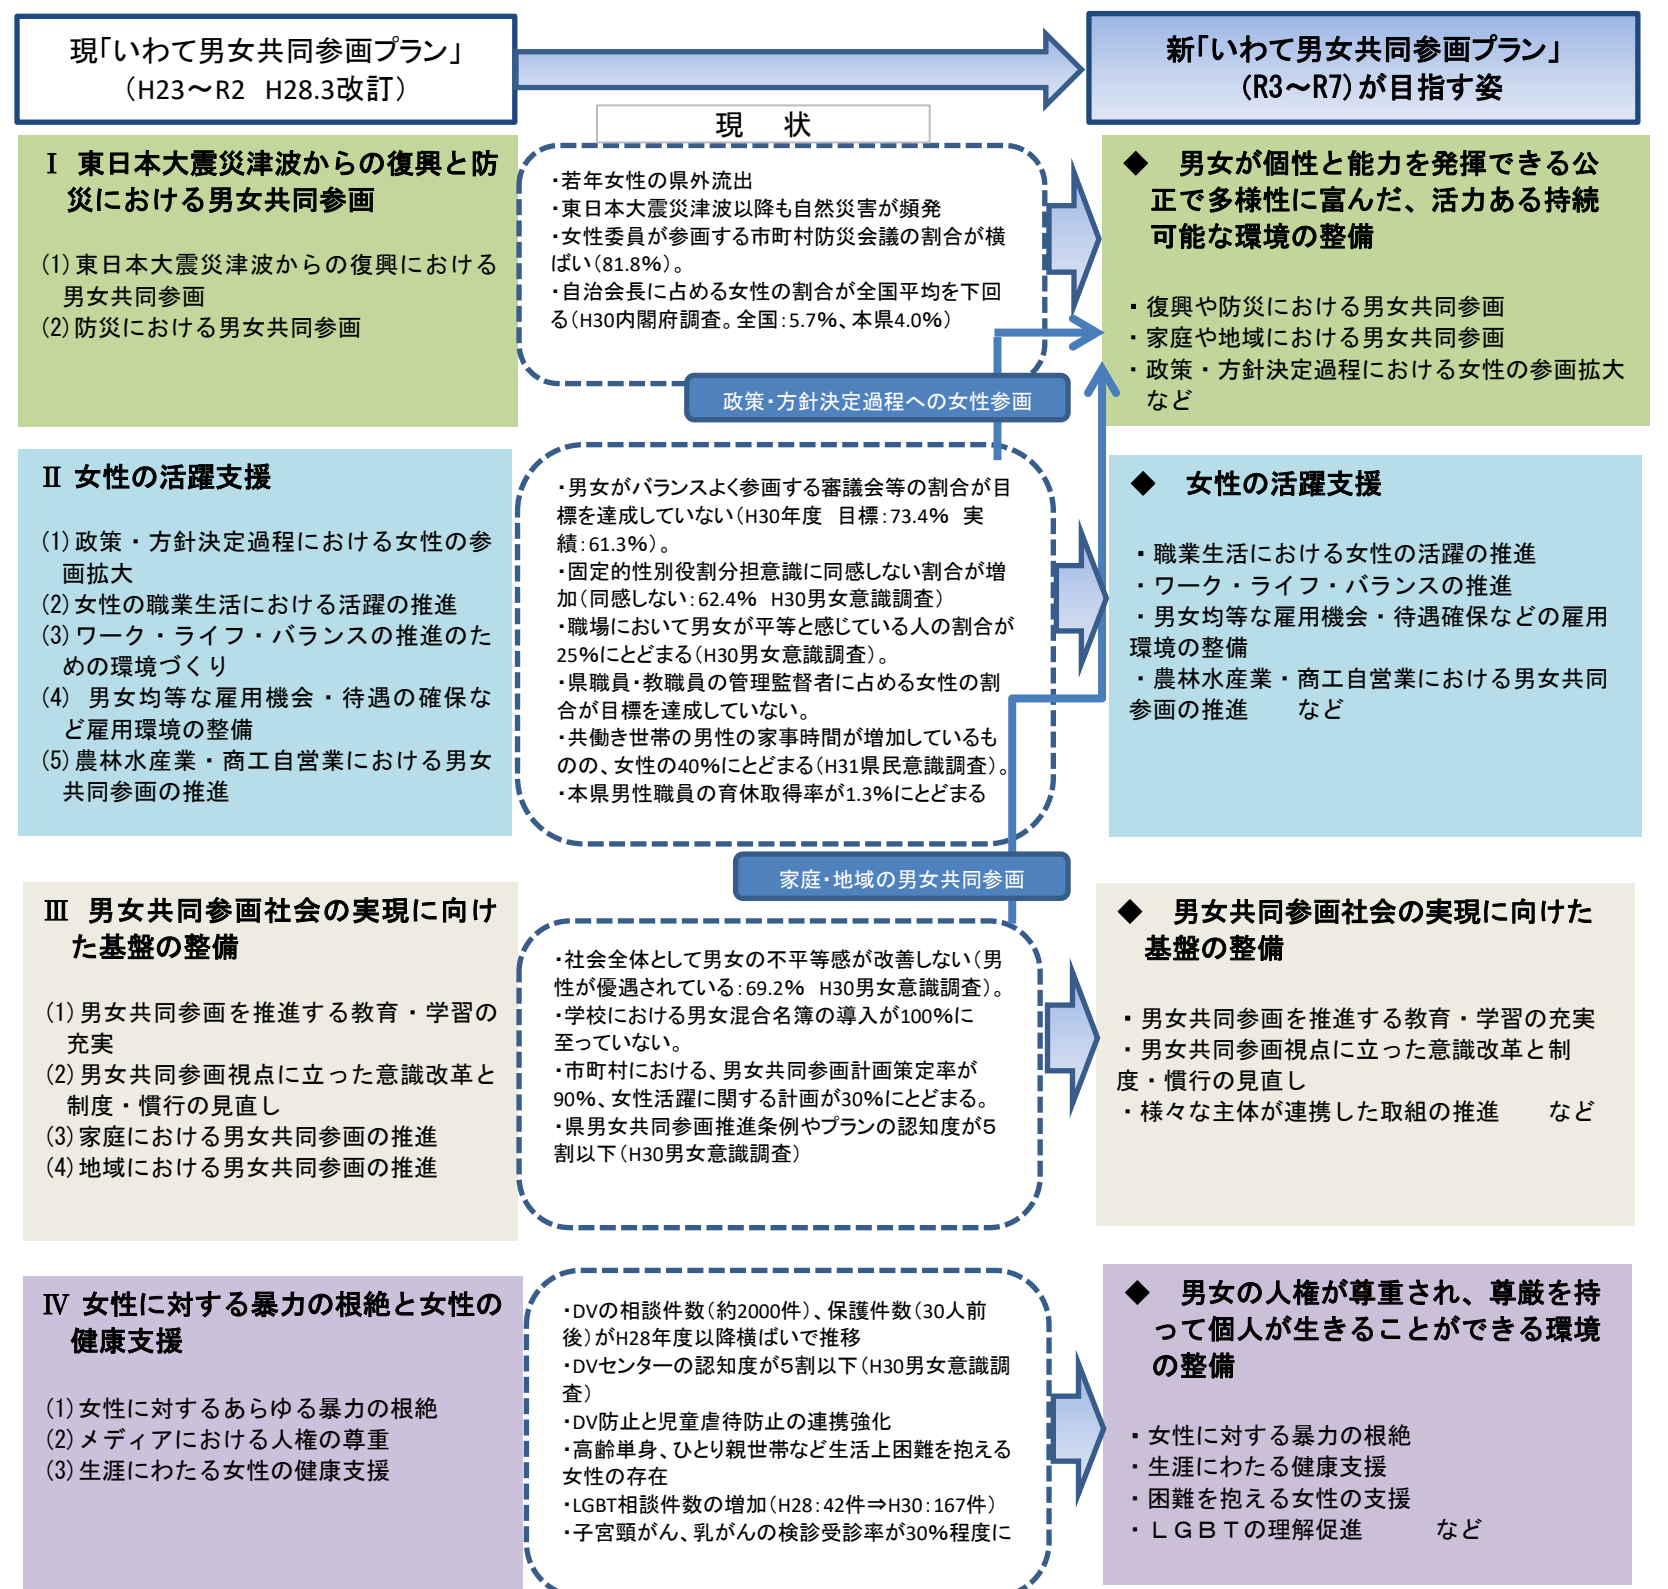 現「いわて男女共同参画プラン」
（H23～R2　H28.3改訂）
新「いわて男女共同参画プラン」
（R3～R7）が目指す姿
現　状
Ⅰ 東日本大震災津波からの復興と防
災における男女共同参画
(1)東日本大震災津波からの復興における
男女共同参画
(2)防災における男女共同参画
・若年女性の県外流出
・東日本大震災津波以降も自然災害が頻発
・女性委員が参画する市町村防災会議の割合が横
ばい（81.8%）。
・自治会長に占める女性の割合が全国平均を下回
る（H30内閣府調査。全国：5.7%、本県4.0%）
◆　男女が個性と能力を発揮できる公
正で多様性に富んだ、活力ある持続
可能な環境の整備
・復興や防災における男女共同参画
・家庭や地域における男女共同参画
・政策・方針決定過程における女性の参画拡大
など
政策・方針決定過程への女性参画
Ⅱ 女性の活躍支援
(1)政策・方針決定過程における女性の参
画拡大
(2)女性の職業生活における活躍の推進
(3)ワーク・ライフ・バランスの推進のた
めの環境づくり
(4) 男女均等な雇用機会・待遇の確保な
ど雇用環境の整備
(5)農林水産業・商工自営業における男女
共同参画の推進
・男女がバランスよく参画する審議会等の割合が目
標を達成していない（H30年度　目標：73.4%　実
績：61.3%）。
・固定的性別役割分担意識に同感しない割合が増
加（同感しない：62.4%　H30男女意識調査）
・職場において男女が平等と感じている人の割合が
25%にとどまる（H30男女意識調査）。
・県職員・教職員の管理監督者に占める女性の割
合が目標を達成していない。
・共働き世帯の男性の家事時間が増加しているも
のの、女性の40%にとどまる（H31県民意識調査）。
・本県男性職員の育休取得率が1.3%にとどまる
◆　女性の活躍支援
・職業生活における女性の活躍の推進
・ワーク・ライフ・バランスの推進
・男女均等な雇用機会・待遇確保などの雇用
環境の整備
・農林水産業・商工自営業における男女共同
参画の推進　　など
家庭・地域の男女共同参画
Ⅲ 男女共同参画社会の実現に向け
た基盤の整備
(1)男女共同参画を推進する教育・学習の
充実
(2)男女共同参画視点に立った意識改革と
制度・慣行の見直し
(3)家庭における男女共同参画の推進
(4)地域における男女共同参画の推進
・社会全体として男女の不平等感が改善しない（男
性が優遇されている：69.2%　H30男女意識調査）。
・学校における男女混合名簿の導入が100%に
至っていない。
・市町村における、男女共同参画計画策定率が
90%、女性活躍に関する計画が30%にとどまる。
・県男女共同参画推進条例やプランの認知度が５
割以下（H30男女意識調査）
◆　男女共同参画社会の実現に向けた
基盤の整備
・男女共同参画を推進する教育・学習の充実
・男女共同参画視点に立った意識改革と制
度・慣行の見直し
・様々な主体が連携した取組の推進　　など
Ⅳ 女性に対する暴力の根絶と女性の
健康支援
(1)女性に対するあらゆる暴力の根絶
(2)メディアにおける人権の尊重
(3)生涯にわたる女性の健康支援
・DVの相談件数（約2000件）、保護件数（30人前
後）がH28年度以降横ばいで推移
・DVセンターの認知度が５割以下（H30男女意識調
査）
・DV防止と児童虐待防止の連携強化
・高齢単身、ひとり親世帯など生活上困難を抱える
女性の存在
・LGBT相談件数の増加（H28：42件⇒H30：167件）
・子宮頸がん、乳がんの検診受診率が30%程度に
◆　男女の人権が尊重され、尊厳を持
って個人が生きることができる環境
の整備
・女性に対する暴力の根絶
・生涯にわたる健康支援
・困難を抱える女性の支援
・ＬＧＢＴの理解促進　　　など